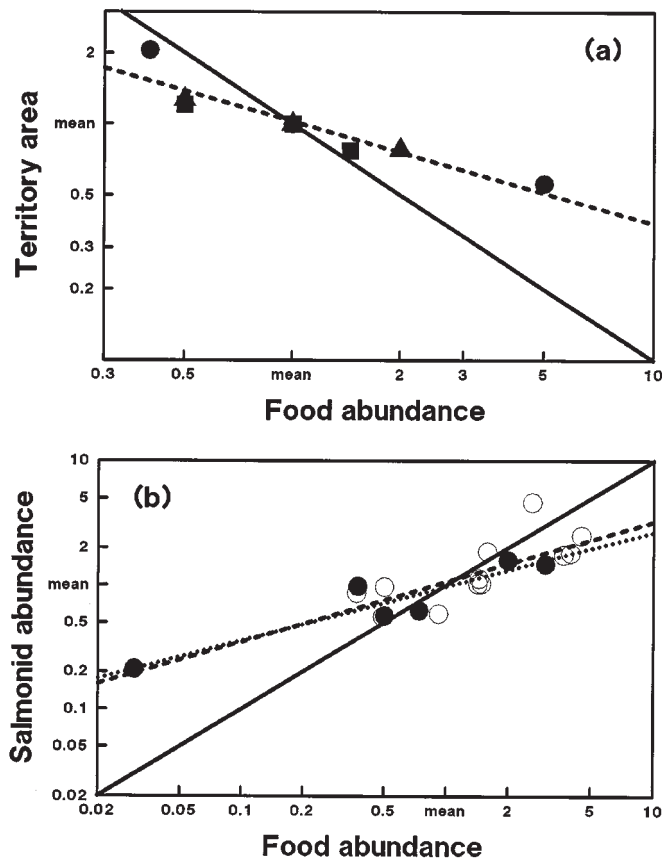 (a)
Territory area
2
mean
0.5
0.3
0.2
0.3 0.5 mean 2 3 5 10
Food abundance
(b)
Salmonid abundance
10
5
2
mean
0.5
0.2
0.1
0.05
0.02
0.02 0.05 0.1 0.2 0.5 mean 2 5 10
Food abundance